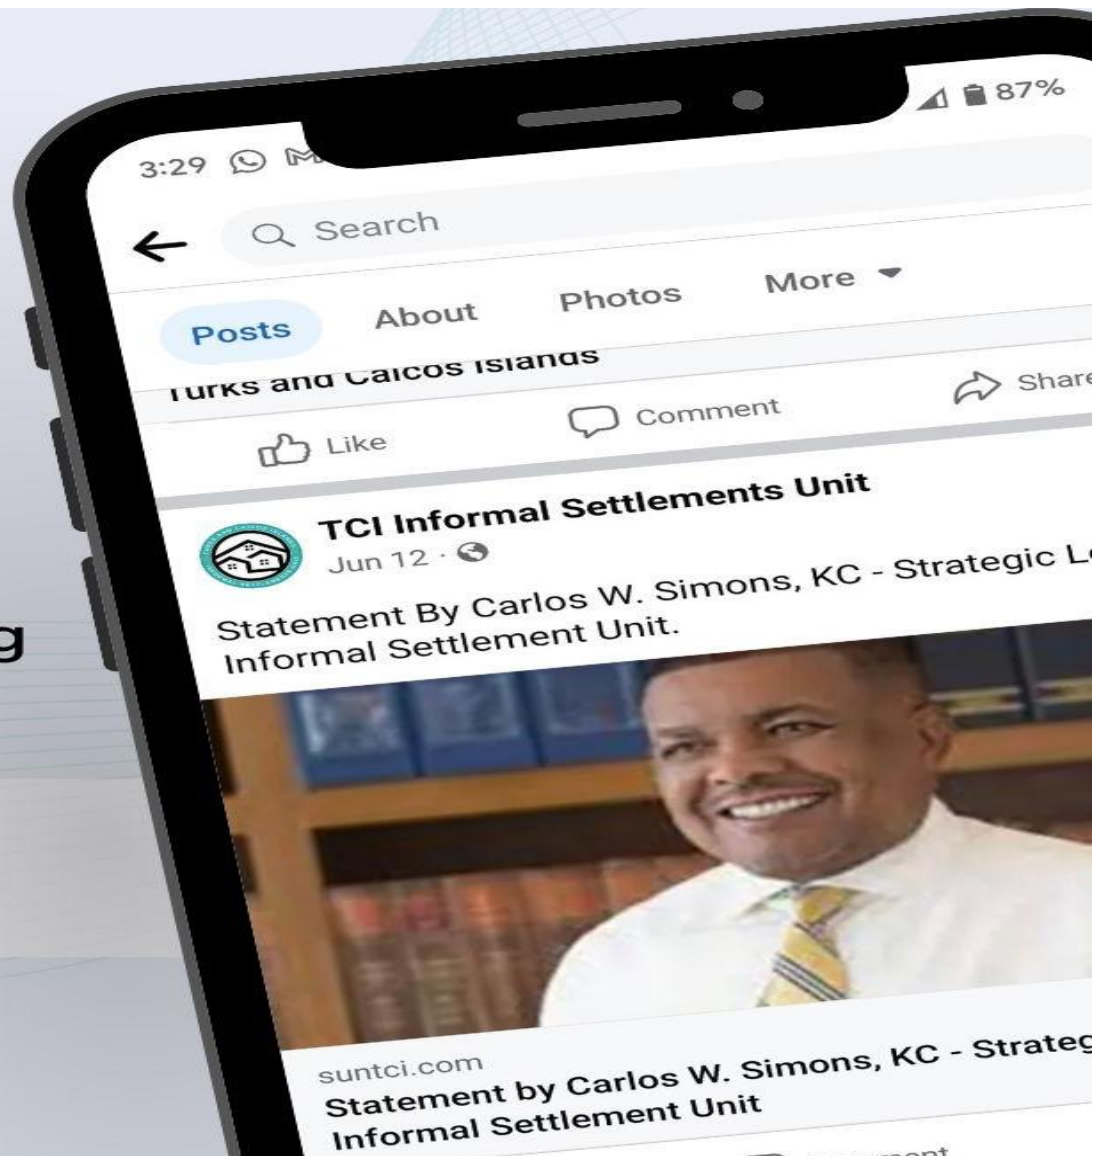 3:29 87%
Search
Posts About Photos More
Turks and Caicos Islands
Like Comment Share
TCI Informal Settlements Unit
Jun 12
Statement By Carlos W. Simons, KC - Strategic L
Informal Settlement Unit.
g
suntci.com
Statement by Carlos W. Simons, KC - Strateg
Informal Settlement Unit